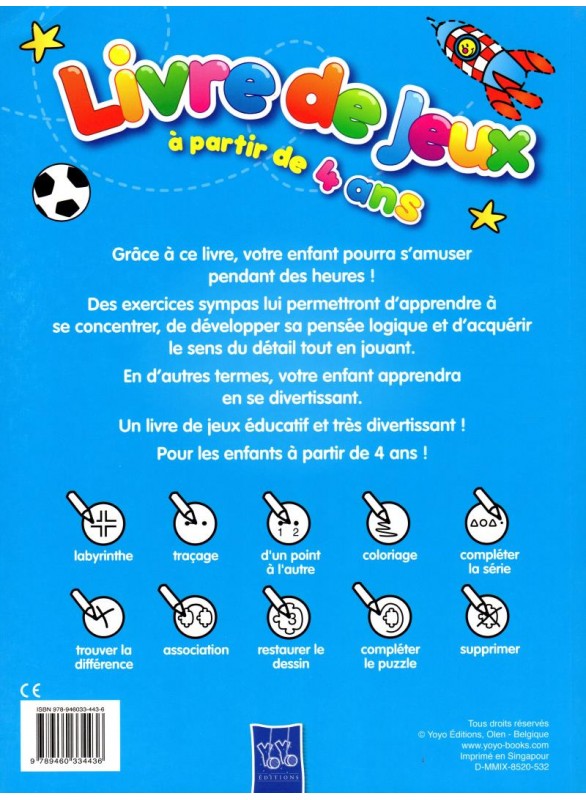 Livre de jeux
à partir de 4 ans
Grâce à ce livre, votre enfant pourra s'amuser
pendant des heures !
Des exercices sympas lui permettront d'apprendre à
se concentrer, de développer sa pensée logique et d'acquérir
le sens du détail tout en jouant.
En d'autres termes, votre enfant apprendra
en se divertissant.
Un livre de jeux éducatif et très divertissant !
Pour les enfants à partir de 4 ans !
1 2
labyrinthe
traçage
d'un point
à l'autre
coloriage
compléter
la série
3
trouver la
différence
association
restaurer le
dessin
compléter
le puzzle
supprimer
CE
ISBN 978-946033-443-6
9 789460 334436
YOYO
ÉDITIONS
Tous droits réservés
© Yoyo Éditions, Olen - Belgique
www.yoyo-books.com
Imprimé en Singapour
D-MMIX-8520-532